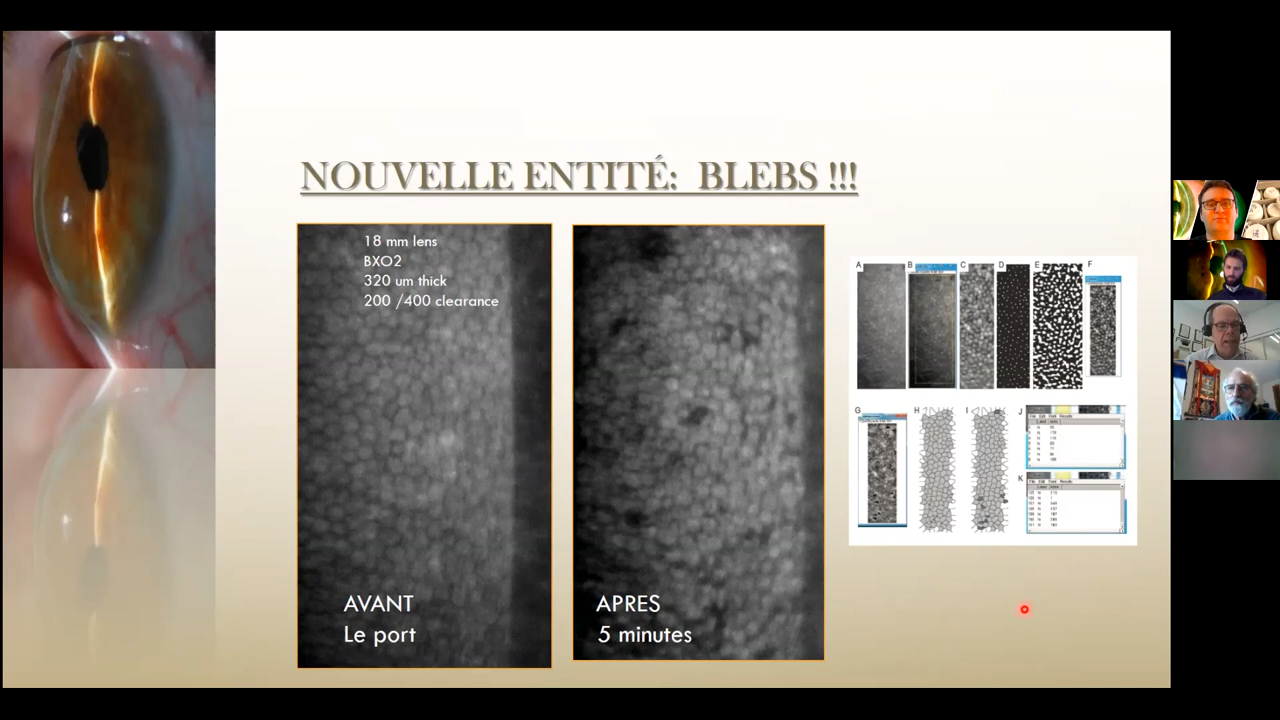 NOUVELLE ENTITÉ: BLEBS !!!
18 mm lens
BXO2
320 um thick
200 /400 clearance
AVANT
Le port
APRES
5 minutes
A
B
C
D
E
F
G
H
I
J
K